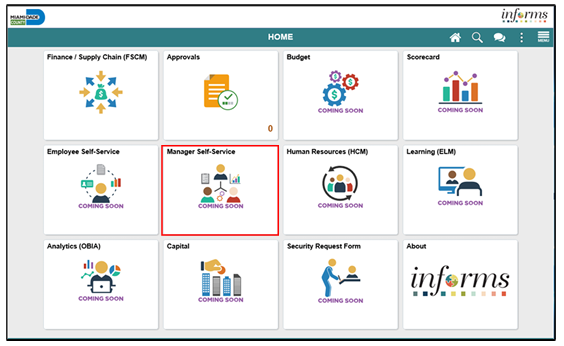 MIAMI-DADE
COUNTY
informs
HOME
MENU
Finance / Supply Chain (FSCM)
Approvals
Budget
Scorecard
COMING SOON
COMING SOON
0
Employee Self-Service
Manager Self-Service
Human Resources (HCM)
Learning (ELM)
COMING SOON
COMING SOON
COMING SOON
COMING SOON
Analytics (OBIA)
Capital
Security Request Form
About
informs
COMING SOON
COMING SOON
COMING SOON